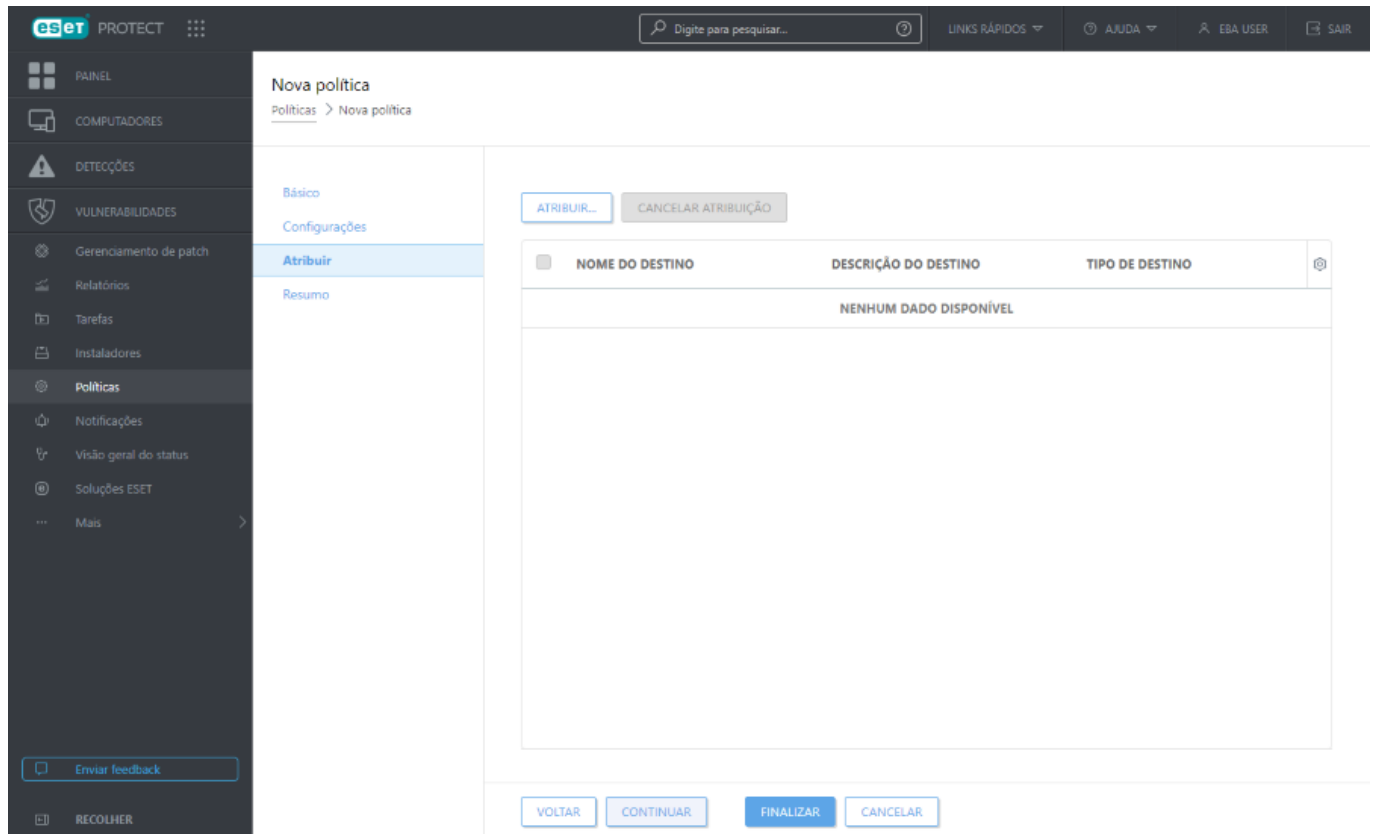 eset PROTECT
Digite para pesquisar...
LINKS RÁPIDOS
AJUDA
EBA USER
SAIR
PAINEL
COMPUTADORES
DETECÇÕES
VULNERABILIDADES
Gerenciamento de patch
Relatórios
Tarefas
Instaladores
Políticas
Notificações
Visão geral do status
Soluções ESET
Mais
Enviar feedback
RECOLHER
Nova política
Políticas > Nova política
Básico
Configurações
Atribuir
Resumo
ATRIBUIR...
CANCELAR ATRIBUIÇÃO
NOME DO DESTINO
DESCRIÇÃO DO DESTINO
TIPO DE DESTINO
NENHUM DADO DISPONÍVEL
VOLTAR
CONTINUAR
FINALIZAR
CANCELAR